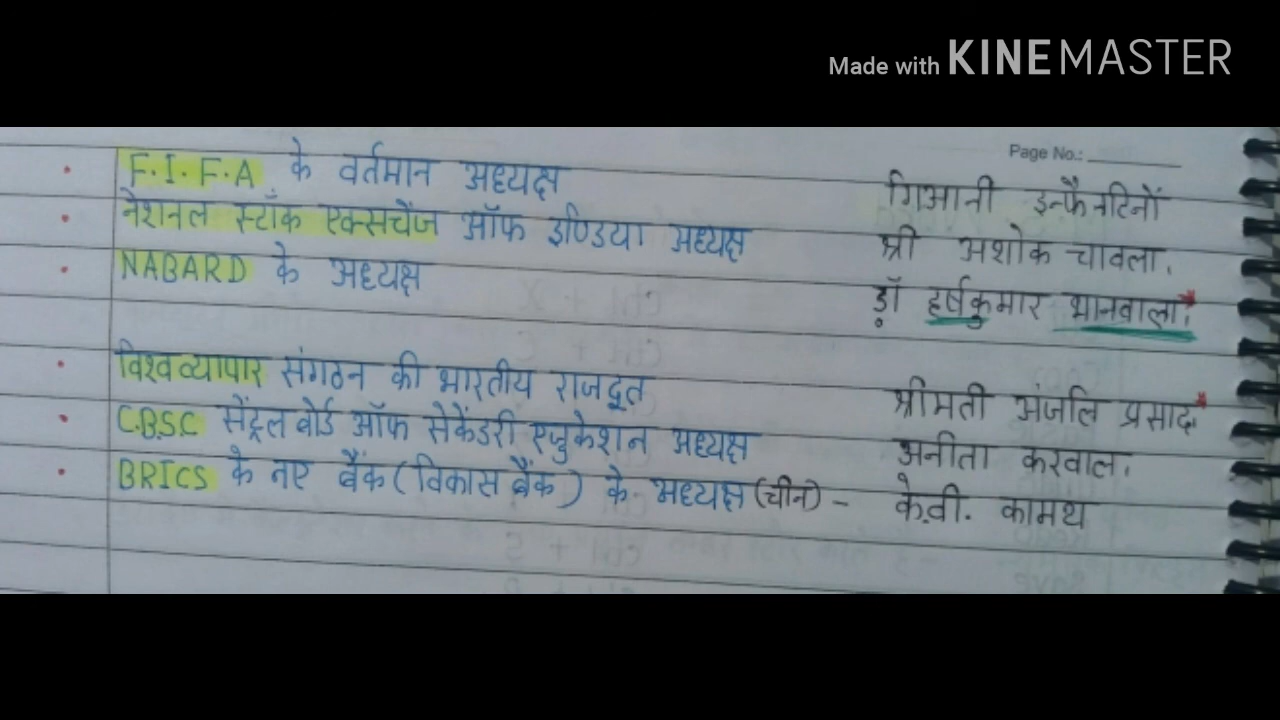 Made with KINEMASTER
Page No.:
F.I.F.A के वर्तमान अध्यक्ष गिआनी इन्फैनटिनों
नेशनल स्टॉक एक्सचेंज ऑफ इण्डिया अध्यक्ष श्री अशोक चावला.
NABARD के अध्यक्ष डॉ हर्षकुमार भानवाला.
विश्वव्यापार संगठन की भारतीय राजदूत श्रीमती अंजलि प्रसाद
C.B.S.C सेंट्रल बोर्ड ऑफ सेकेंडरी एजुकेशन अध्यक्ष अनीता करवाल.
BRICS के नए बैंक (विकास बैंक) के अध्यक्ष (चीन) - के.वी. कामथ